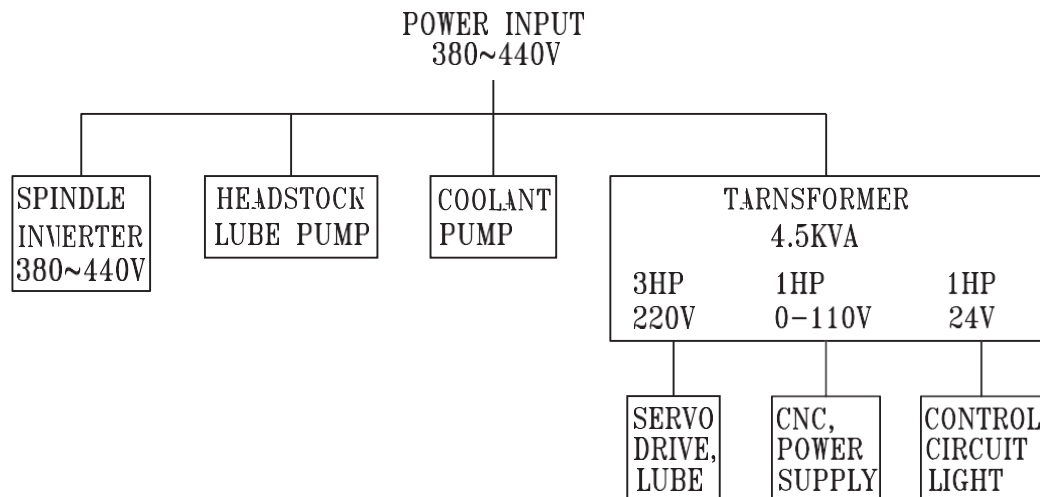 POWER INPUT
380~440V
SPINDLE
INVERTER
380~440V
HEADSTOCK
LUBE PUMP
COOLANT
PUMP
TARNSFORMER
4.5KVA
3HP
220V
1HP
0-110V
1HP
24V
SERVO
DRIVE,
LUBE
CNC,
POWER
SUPPLY
CONTROL
CIRCUIT
LIGHT